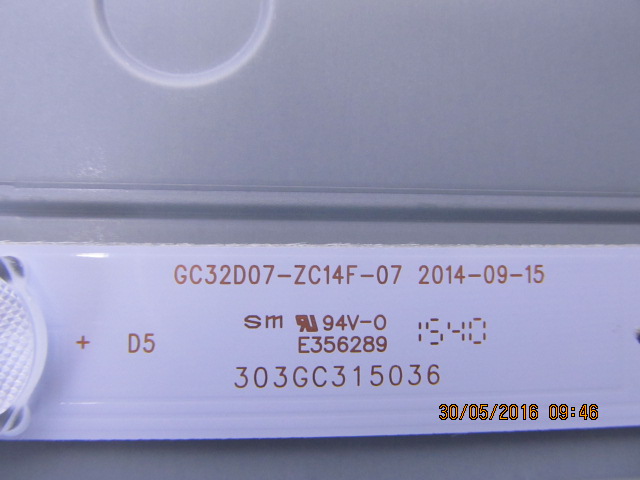 GC32D07-ZC14F-07 2014-09-15
+ D5
sm 94V-0 1540
E356289
303GC315036
30/05/2016 09:46